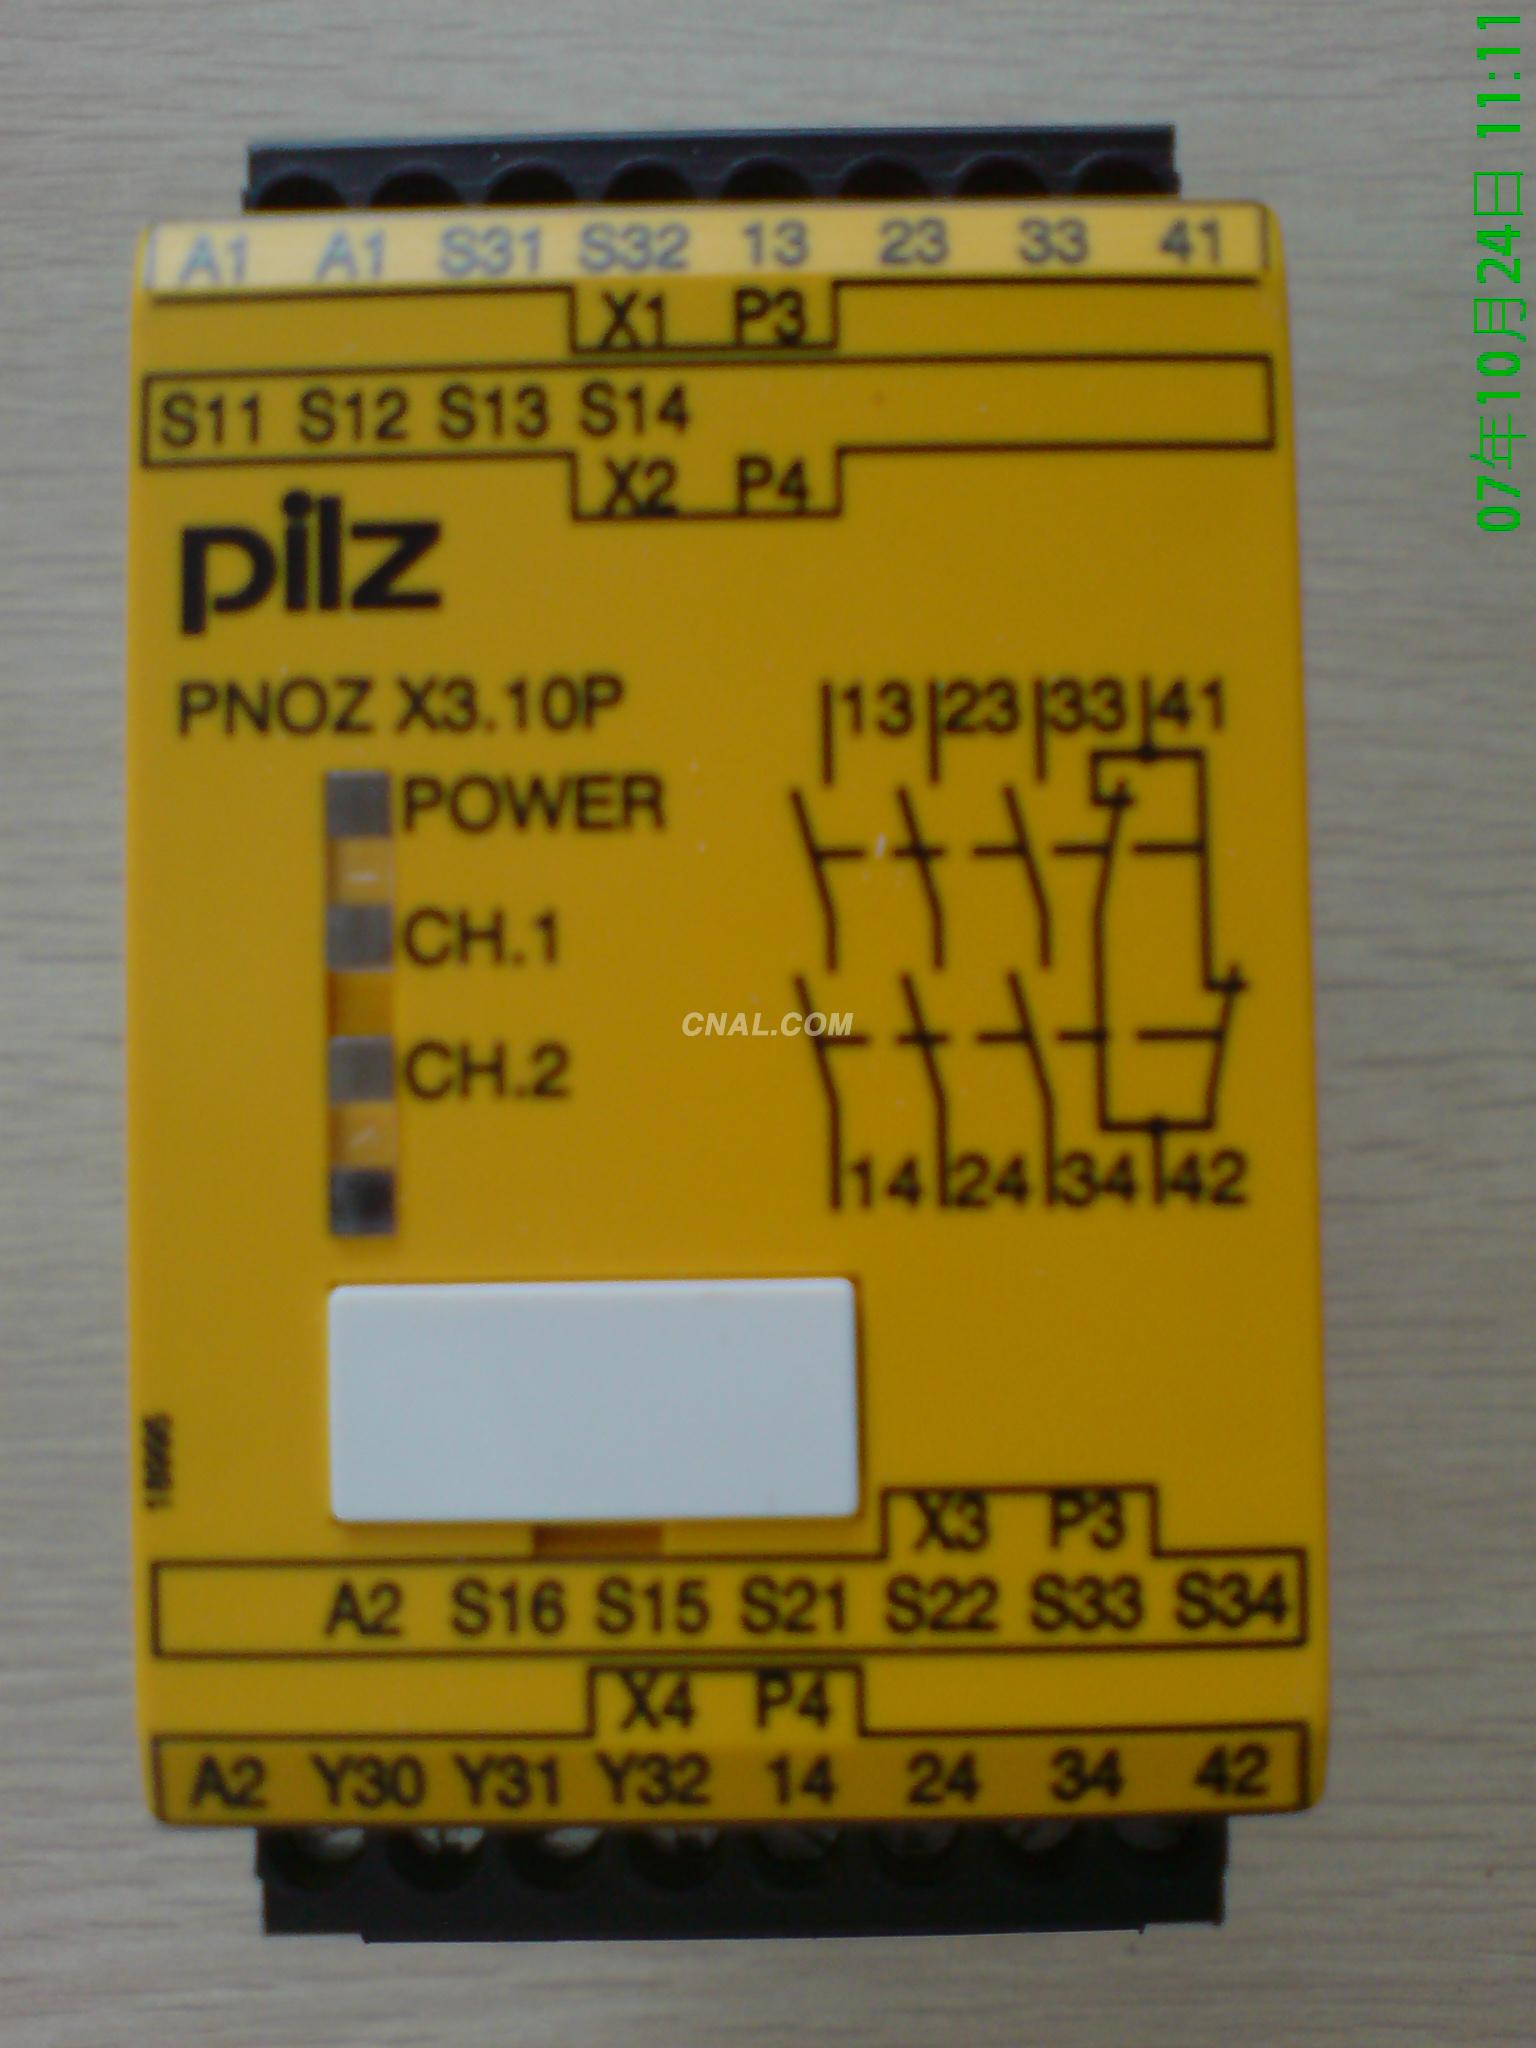 A1 A1 S31 S32 13 23 33 41
X1 P3
S11 S12 S13 S14
X2 P4
pilz
PNOZ X3.10P
POWER
CH.1
CH.2
13 23 33 41
14 24 34 42
CNAL.COM
X3 P3
A2 S16 S15 S21 S22 S33 S34
X4 P4
A2 Y30 Y31 Y32 14 24 34 42
07年10月24日 11:11